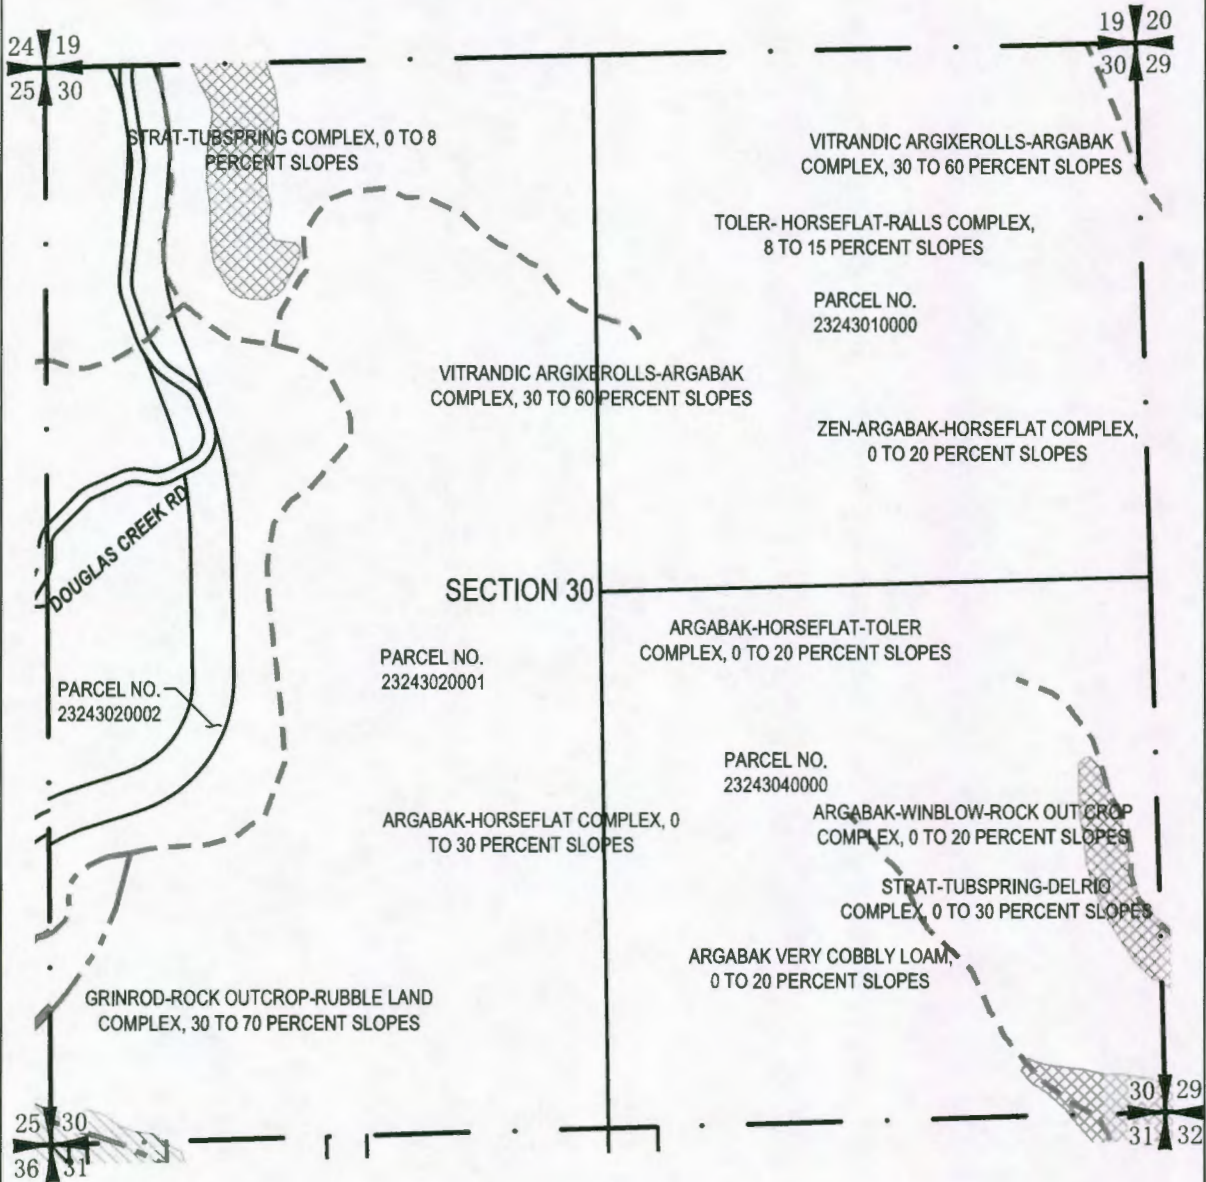 19 20
24 19
30 29
25 30
STRAT-TUBSPRING COMPLEX, 0 TO 8
PERCENT SLOPES
VITRANDIC ARGIXEROLLS-ARGABAK
COMPLEX, 30 TO 60 PERCENT SLOPES
TOLER- HORSEFLAT-RALLS COMPLEX,
8 TO 15 PERCENT SLOPES
PARCEL NO.
23243010000
VITRANDIC ARGIXEROLLS-ARGABAK
COMPLEX, 30 TO 60 PERCENT SLOPES
ZEN-ARGABAK-HORSEFLAT COMPLEX,
0 TO 20 PERCENT SLOPES
DOUGLAS CREEK RD
SECTION 30
ARGABAK-HORSEFLAT-TOLER
COMPLEX, 0 TO 20 PERCENT SLOPES
PARCEL NO.
23243020001
PARCEL NO.
23243020002
PARCEL NO.
23243040000
ARGABAK-HORSEFLAT COMPLEX, 0
TO 30 PERCENT SLOPES
ARGABAK-WINBLOW-ROCK OUT CROP
COMPLEX, 0 TO 20 PERCENT SLOPES
STRAT-TUBSPRING-DELRIO
COMPLEX, 0 TO 30 PERCENT SLOPES
ARGABAK VERY COBBLY LOAM,
0 TO 20 PERCENT SLOPES
GRINROD-ROCK OUTCROP-RUBBLE LAND
COMPLEX, 30 TO 70 PERCENT SLOPES
30 29
25 30
31 32
36 31